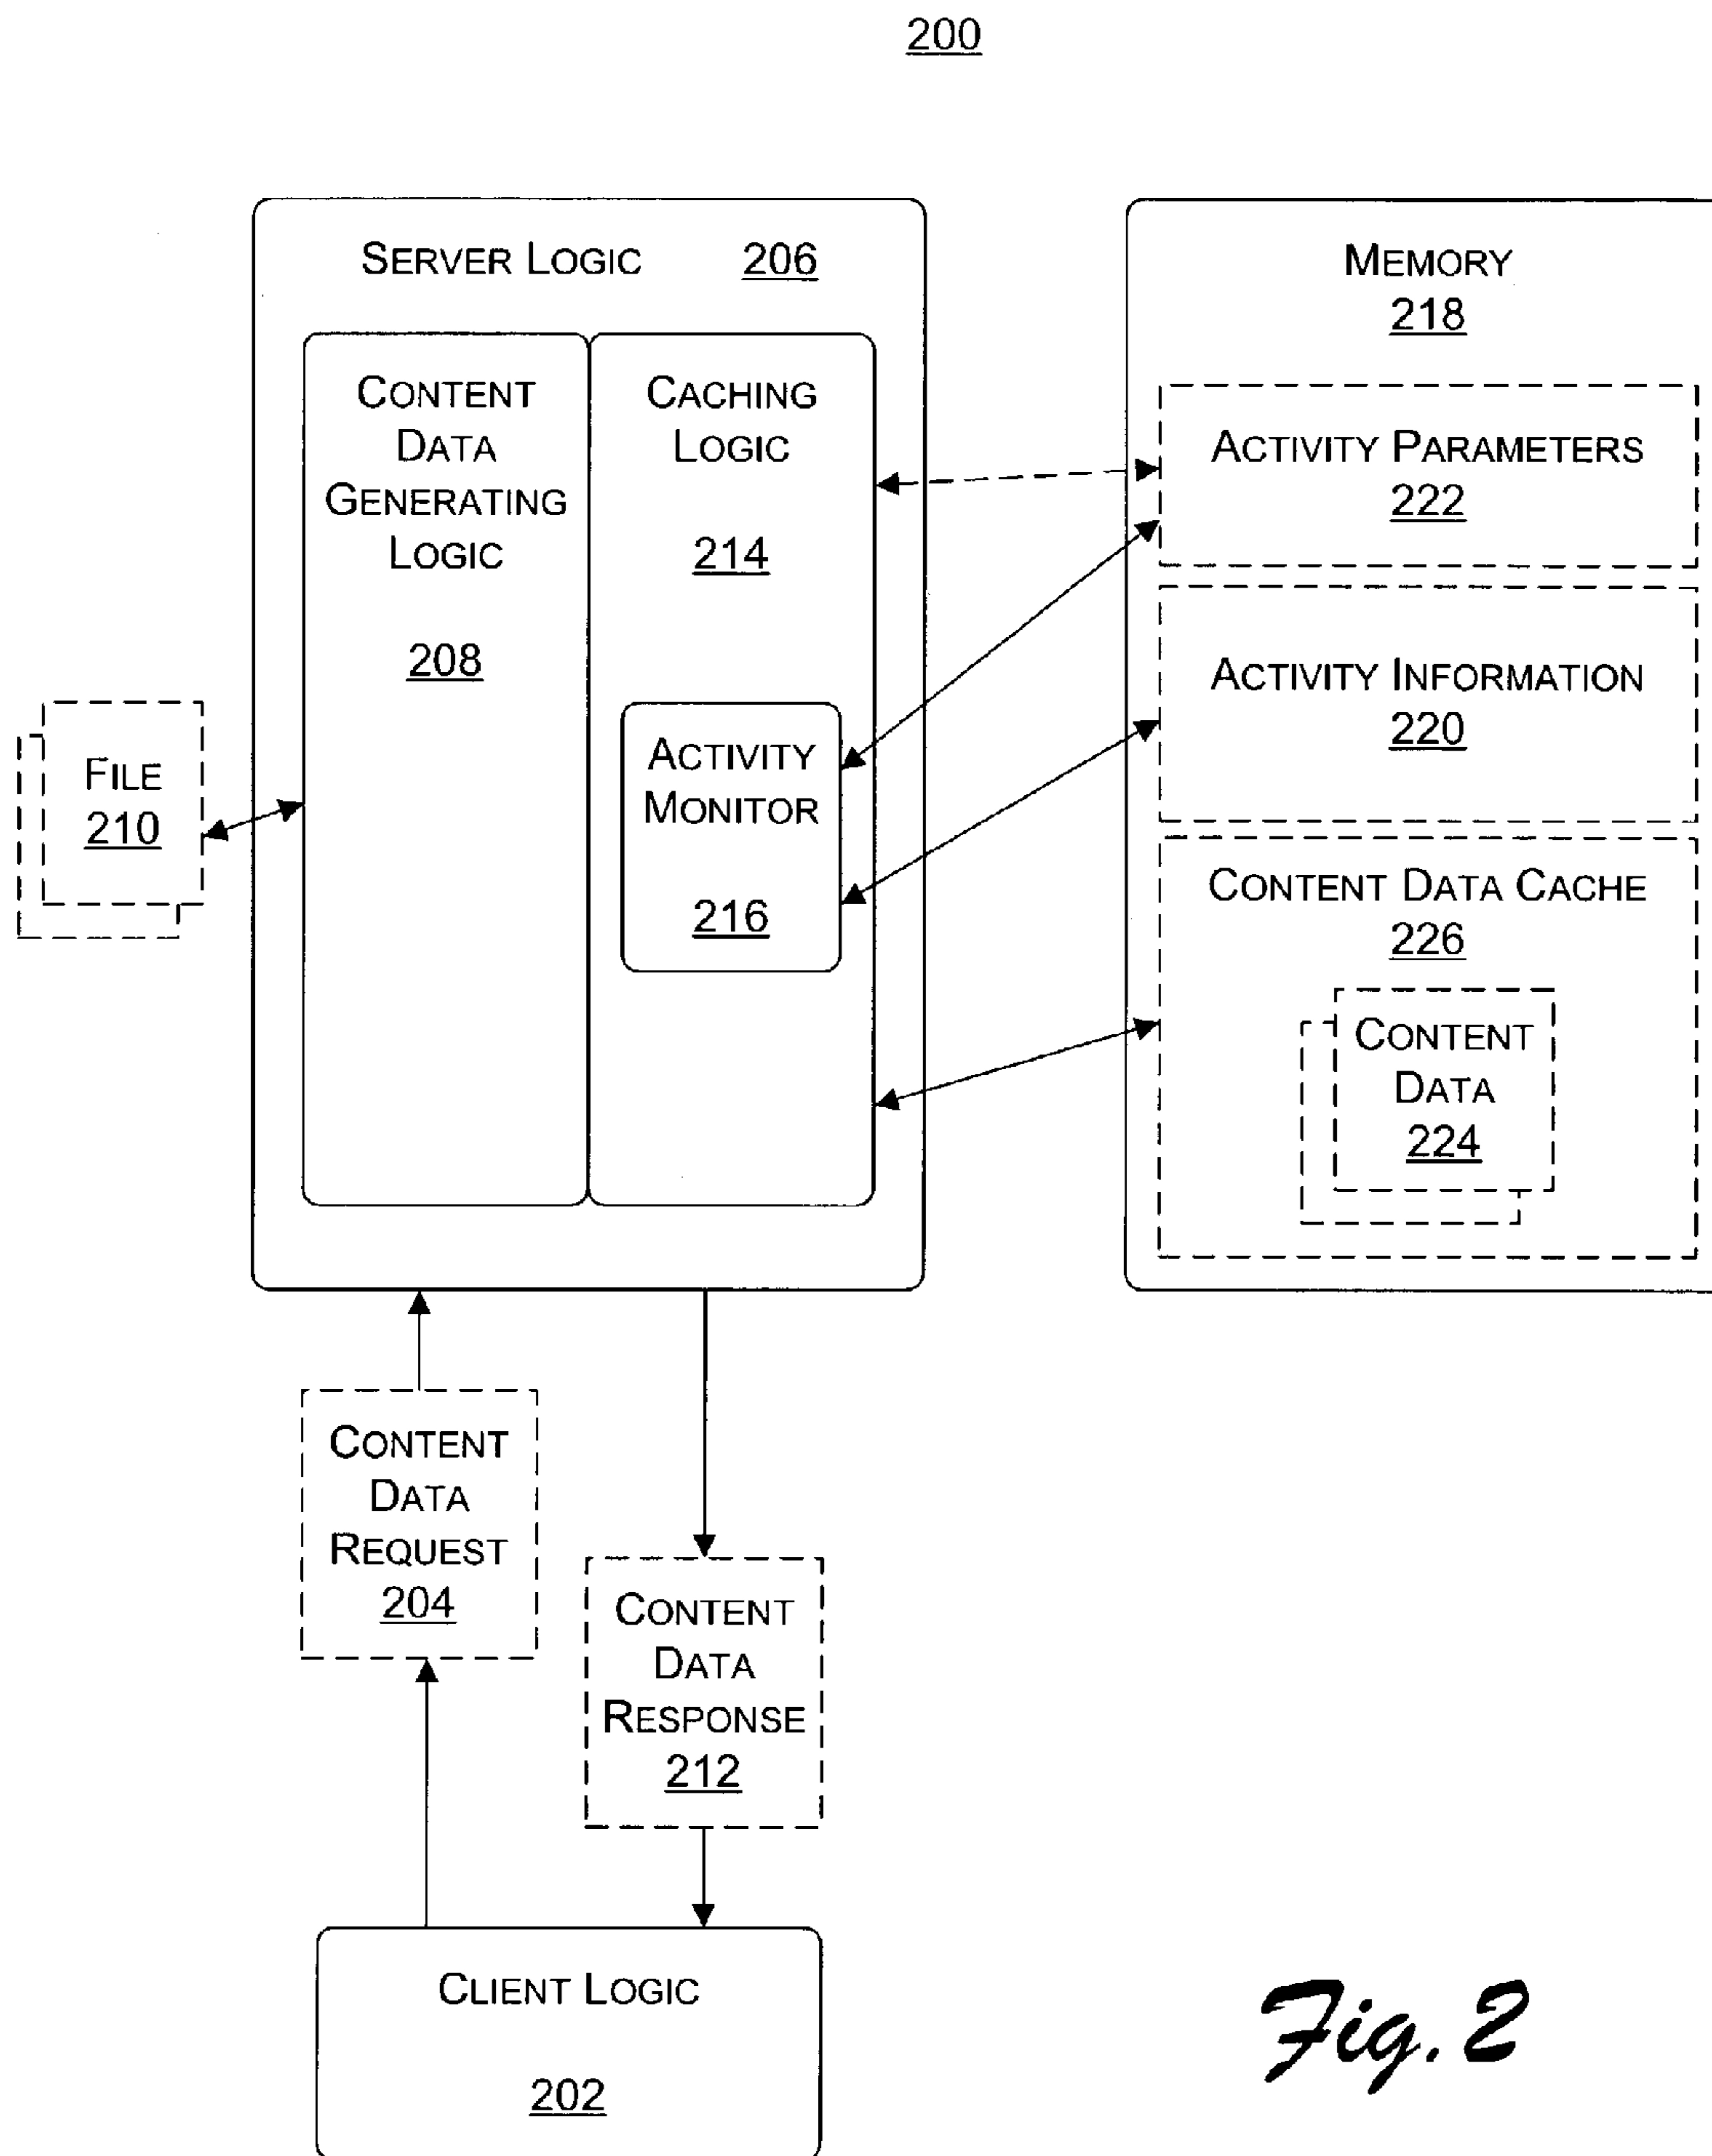 200
SERVER LOGIC 206
CONTENT
DATA
GENERATING
LOGIC
208
CACHING
LOGIC
214
ACTIVITY
MONITOR
216
FILE
210
MEMORY
218
ACTIVITY PARAMETERS
222
ACTIVITY INFORMATION
220
CONTENT DATA CACHE
226
CONTENT
DATA
224
CONTENT
DATA
REQUEST
204
CONTENT
DATA
RESPONSE
212
CLIENT LOGIC
202
Fig. 2